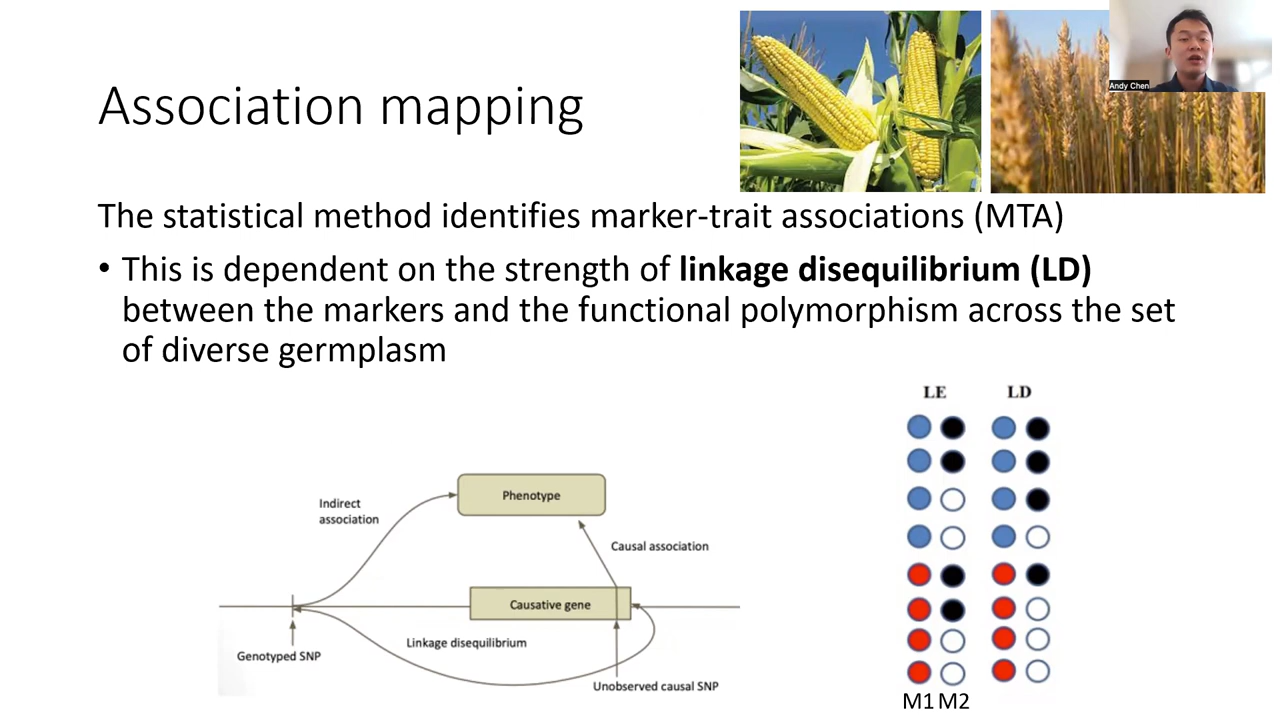 Andy Chen
Association mapping
The statistical method identifies marker-trait associations (MTA)
• This is dependent on the strength of linkage disequilibrium (LD)
between the markers and the functional polymorphism across the set
of diverse germplasm
LE LD
Phenotype
Indirect
association
Causal association
Causative gene
Linkage disequilibrium
Genotyped SNP
Unobserved causal SNP
M1 M2